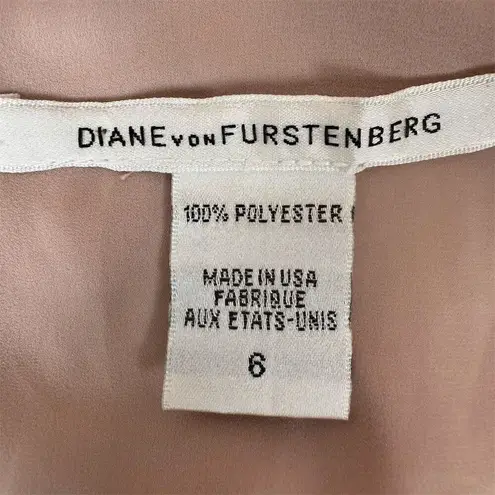 DIANE VON FURSTENBERG
100% POLYESTER
MADE IN USA
FABRIQUE
AUX ETATS-UNIS
6